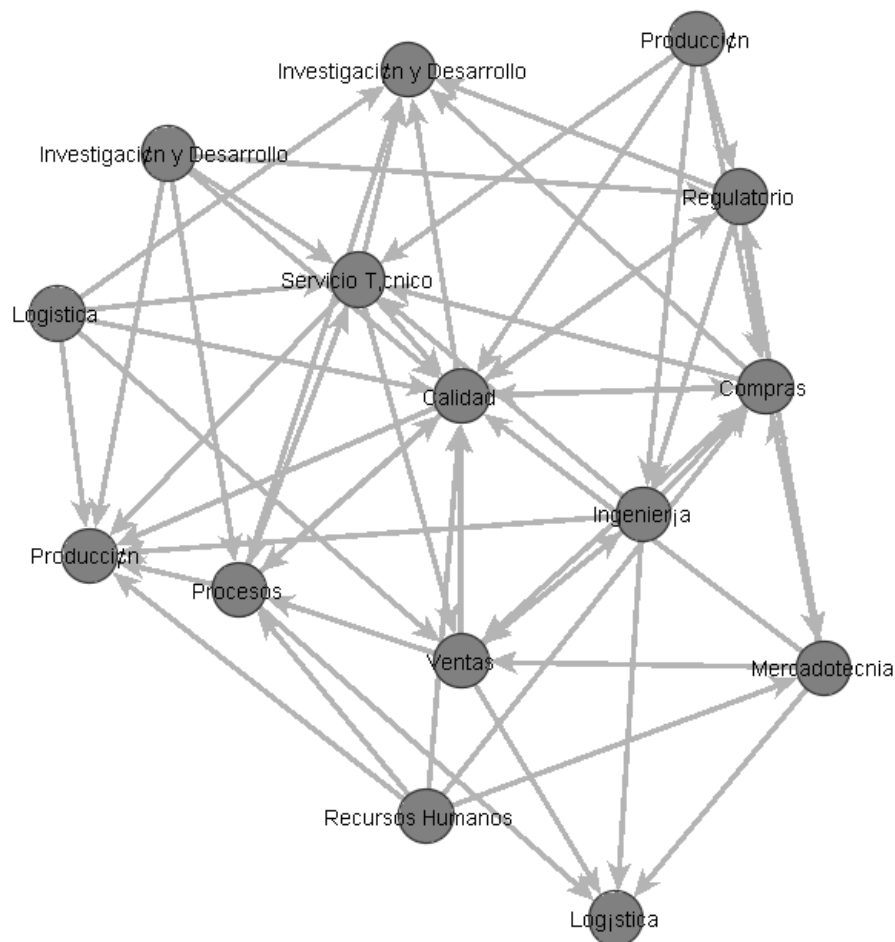 Producci¢n
Investigaci¢n y Desarrollo
Investigaci¢n y Desarrollo
Regulatorio
Servicio T‚cnico
Logistica
Calidad
Compras
Ingenier¡a
Producci¢n
Procesos
Ventas
Mercadotecnia
Recursos Humanos
Log¡stica